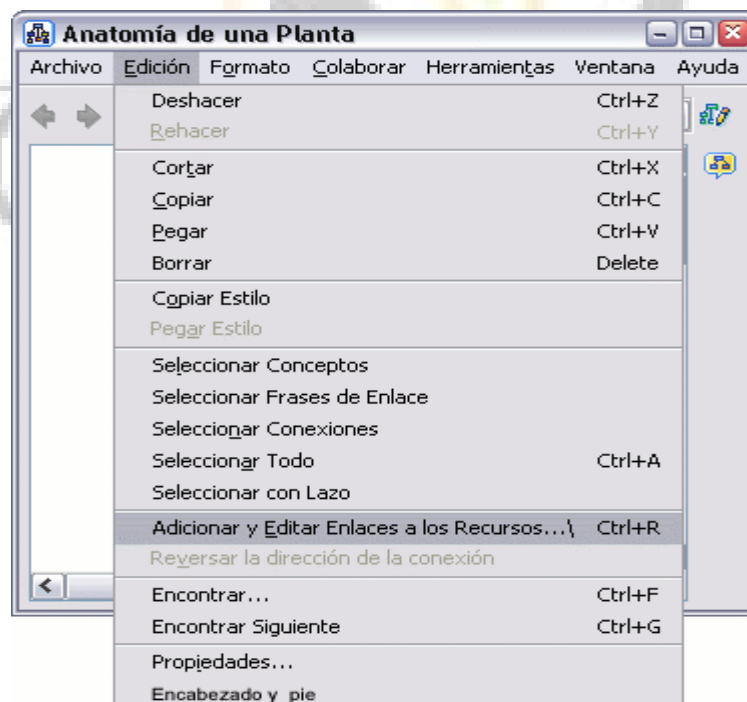 Anatomía de una Planta
Archivo Edición Formato Colaborar Herramientas Ventana Ayuda
Deshacer Ctrl+Z
Rehacer Ctrl+Y
Cortar Ctrl+X
Copiar Ctrl+C
Pegar Ctrl+V
Borrar Delete
Copiar Estilo
Pegar Estilo
Seleccionar Conceptos
Seleccionar Frases de Enlace
Seleccionar Conexiones
Seleccionar Todo Ctrl+A
Seleccionar con Lazo
Adicionar y Editar Enlaces a los Recursos...\ Ctrl+R
Reversar la dirección de la conexión
Encontrar... Ctrl+F
Encontrar Siguiente Ctrl+G
Propiedades...
Encabezado y pie